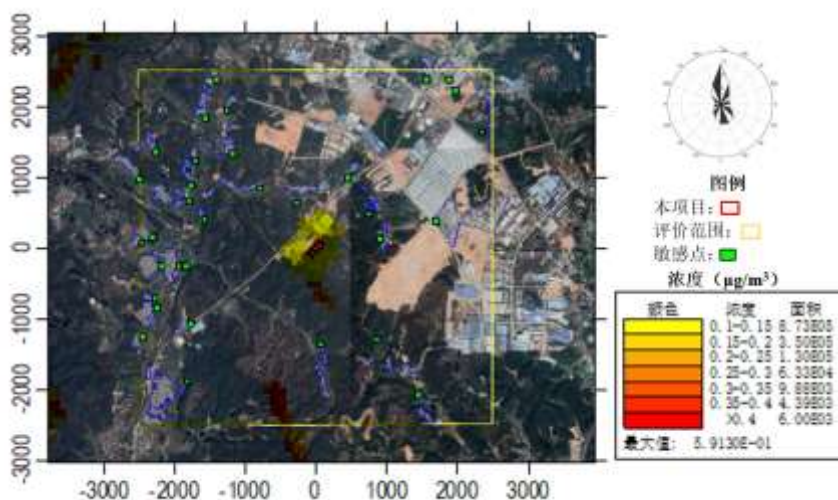 3000
2000
1000
0
-1000
-2000
-3000
-3000 -2000 -1000 0 1000 2000 3000
图例
本项目：
评价范围：
敏感点：
浓度（μg/m³）
颜色 浓度 面积
0.1-0.15 8.73E05
0.15-0.2 3.50E05
0.2-0.25 1.30E05
0.25-0.3 6.33E04
0.3-0.35 9.88E03
0.35-0.4 4.39E03
>0.4 6.00E03
最大值: 5.9130E-01